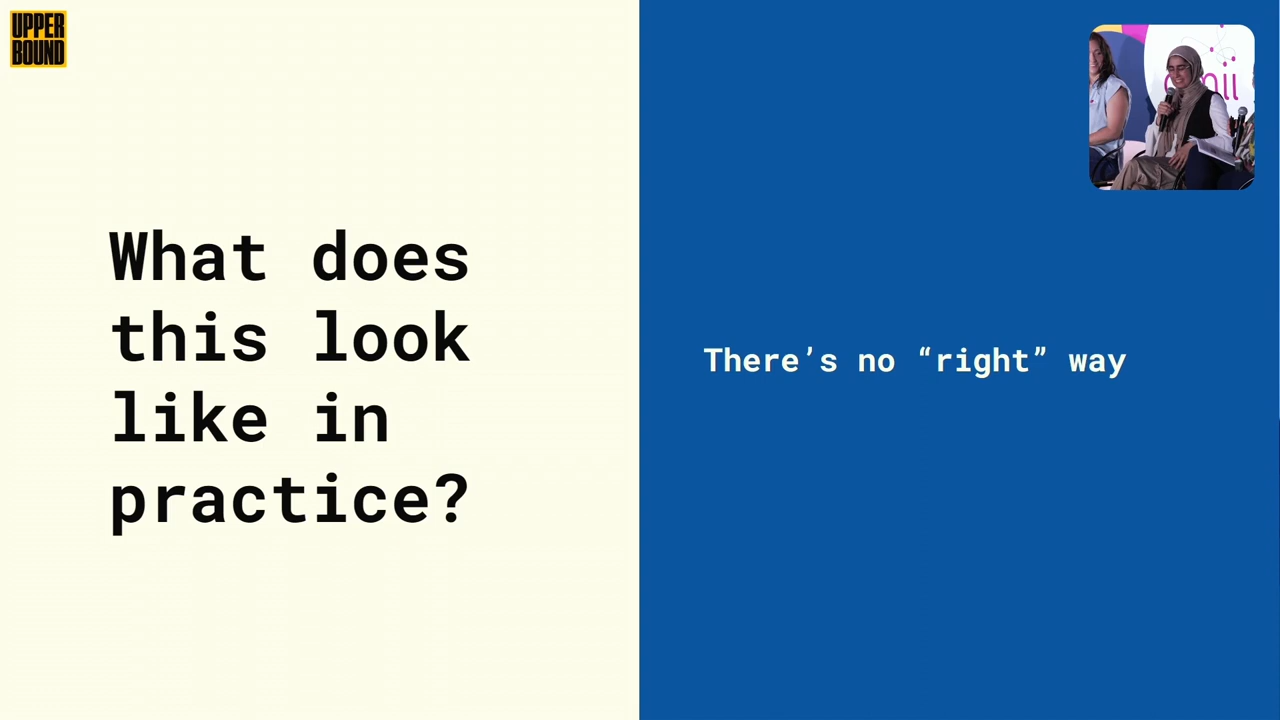 UPPER
BOUND
What does
this look
like in
practice?
There’s no “right” way